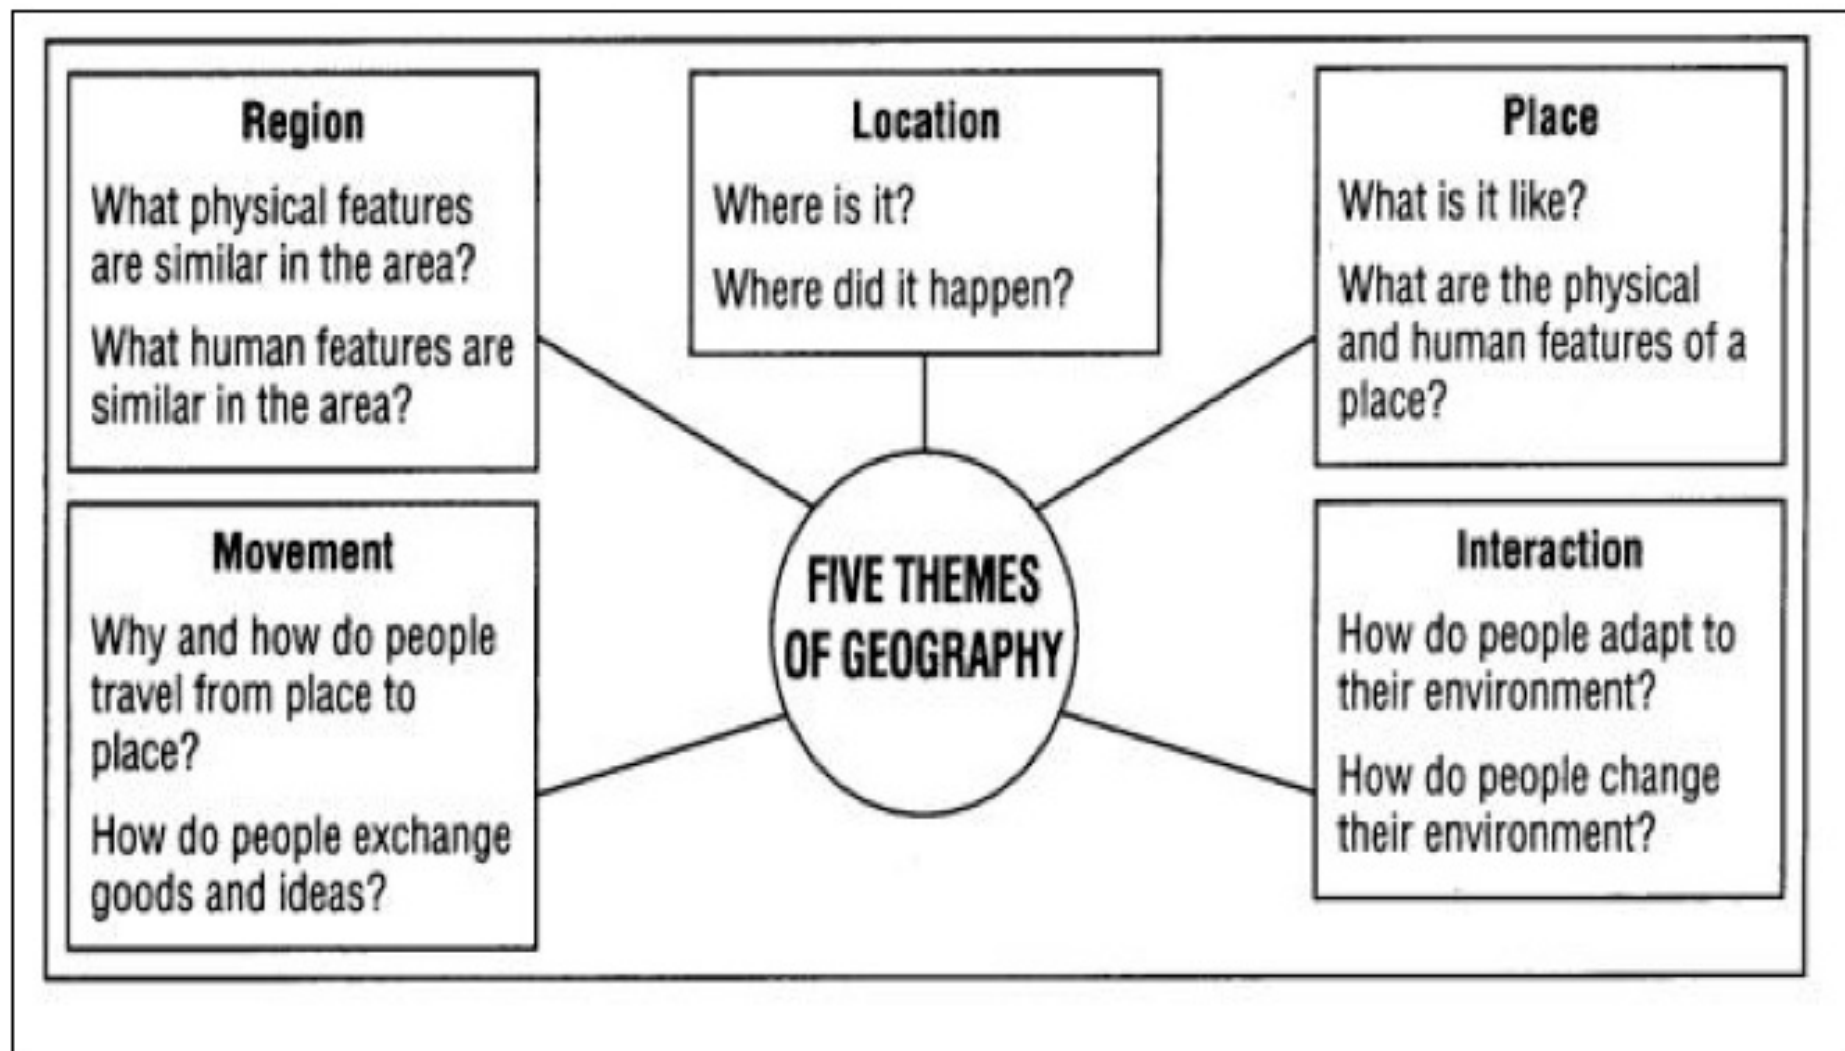 Region
What physical features
are similar in the area?
What human features are
similar in the area?
Location
Where is it?
Where did it happen?
Place
What is it like?
What are the physical
and human features of a
place?
FIVE THEMES
OF GEOGRAPHY
Movement
Why and how do people
travel from place to
place?
How do people exchange
goods and ideas?
Interaction
How do people adapt to
their environment?
How do people change
their environment?